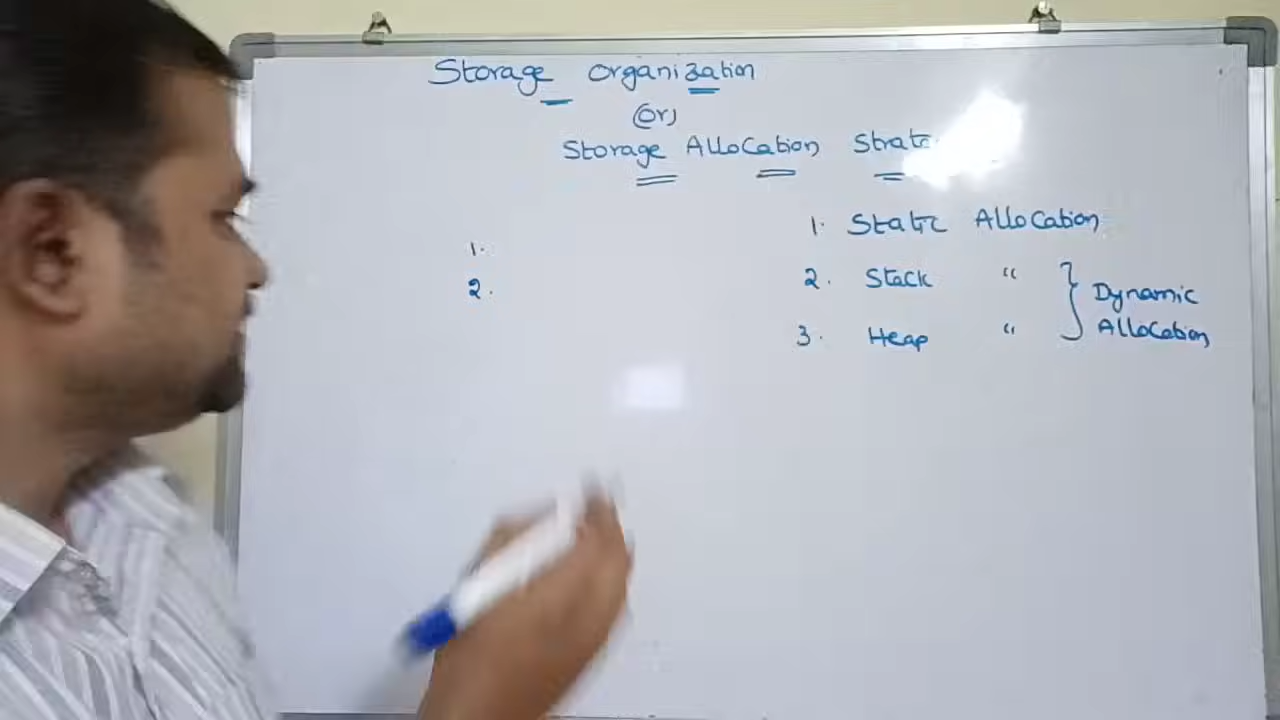 Storage Organization
(or)
Storage Allocation
1. Static Allocation
2. Stack "
3. Heap "
} Dynamic
Allocation
1.
2.